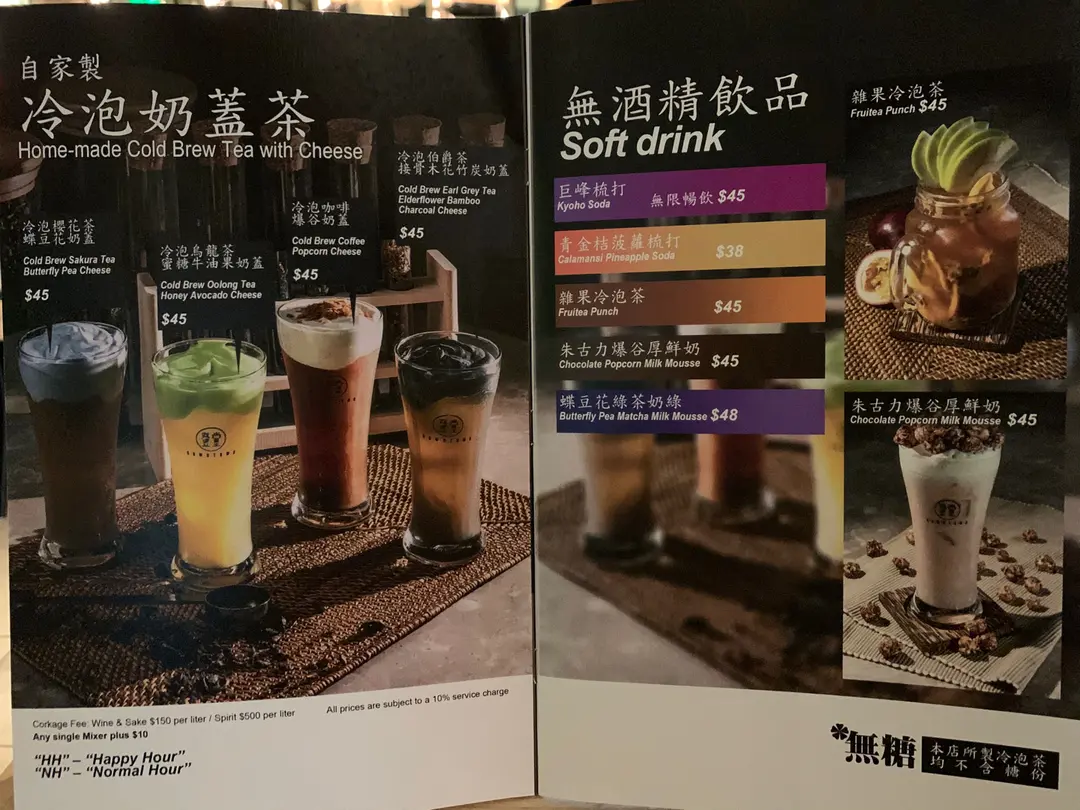 自家製
冷泡奶蓋茶
Home-made Cold Brew Tea with Cheese
冷泡櫻花茶
蝶豆花奶蓋
Cold Brew Sakura Tea
Butterfly Pea Cheese
$45
冷泡烏龍茶
蜜糖牛油果奶蓋
Cold Brew Oolong Tea
Honey Avocado Cheese
$45
冷泡咖啡
爆谷奶蓋
Cold Brew Coffee
Popcorn Cheese
$45
冷泡伯爵茶
接骨木花竹炭奶蓋
Cold Brew Earl Grey Tea
Elderflower Bamboo
Charcoal Cheese
$45
Corkage Fee: Wine & Sake $150 per liter / Spirit $500 per liter
Any single Mixer plus $10
All prices are subject to a 10% service charge
“HH” – “Happy Hour”
“NH” – “Normal Hour”
無酒精飲品
Soft drink
巨峰梳打
Kyoho Soda 無限暢飲 $45
青金桔菠蘿梳打
Calamanai Pineapple Soda $38
雜果冷泡茶
Fruitea Punch $45
朱古力爆谷厚鮮奶
Chocolate Popcorn Milk Mousse $45
蝶豆花綠茶奶綠
Butterfly Pea Matcha Milk Mousse $48
雜果冷泡茶
Fruitea Punch $45
朱古力爆谷厚鮮奶
Chocolate Popcorn Milk Mousse $45
*無糖
本店所製冷泡茶
均不含糖份